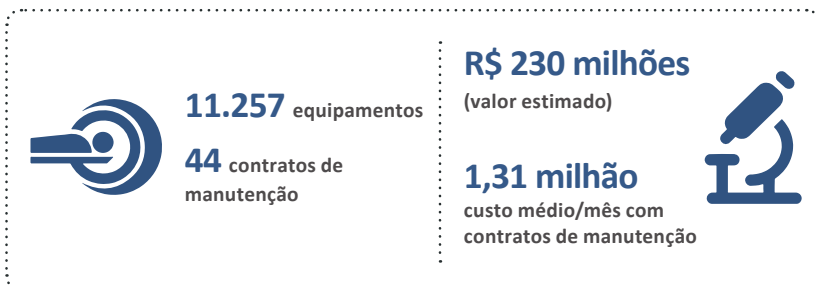 11.257 equipamentos
44 contratos de
manutenção
R$ 230 milhões
(valor estimado)
1,31 milhão
custo médio/mês com
contratos de manutenção